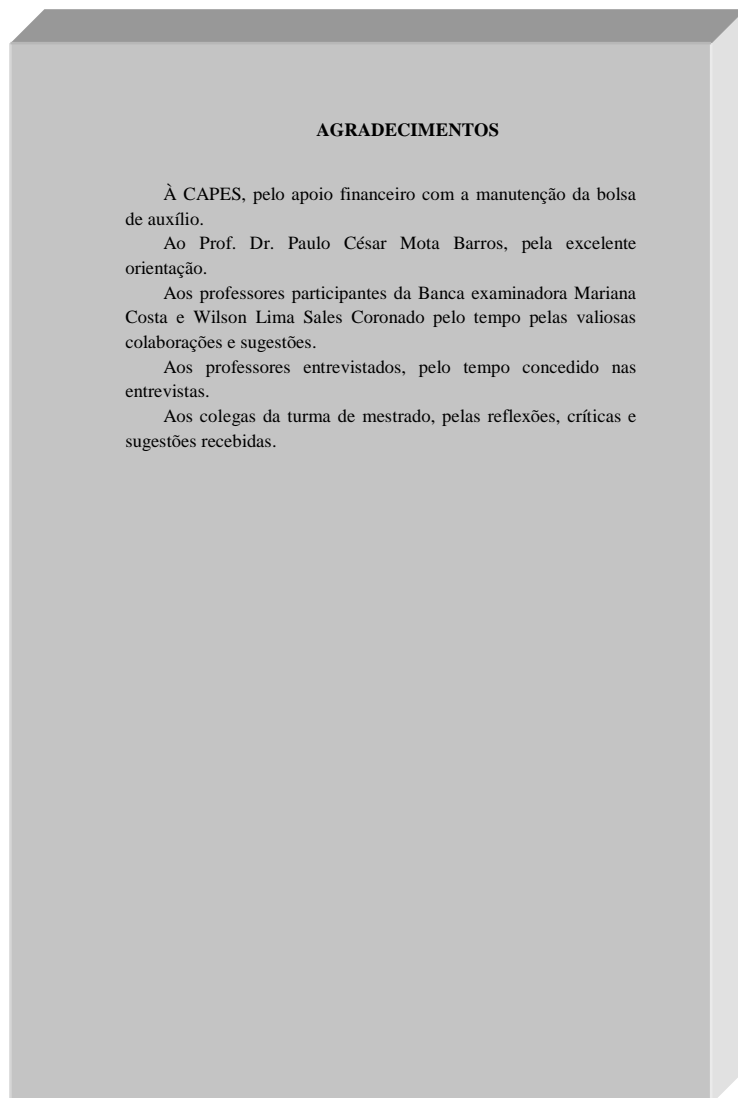 AGRADECIMENTOS
À CAPES, pelo apoio financeiro com a manutenção da bolsa
de auxílio.
Ao Prof. Dr. Paulo César Mota Barros, pela excelente
orientação.
Aos professores participantes da Banca examinadora Mariana
Costa e Wilson Lima Sales Coronado pelo tempo pelas valiosas
colaborações e sugestões.
Aos professores entrevistados, pelo tempo concedido nas
entrevistas.
Aos colegas da turma de mestrado, pelas reflexões, críticas e
sugestões recebidas.